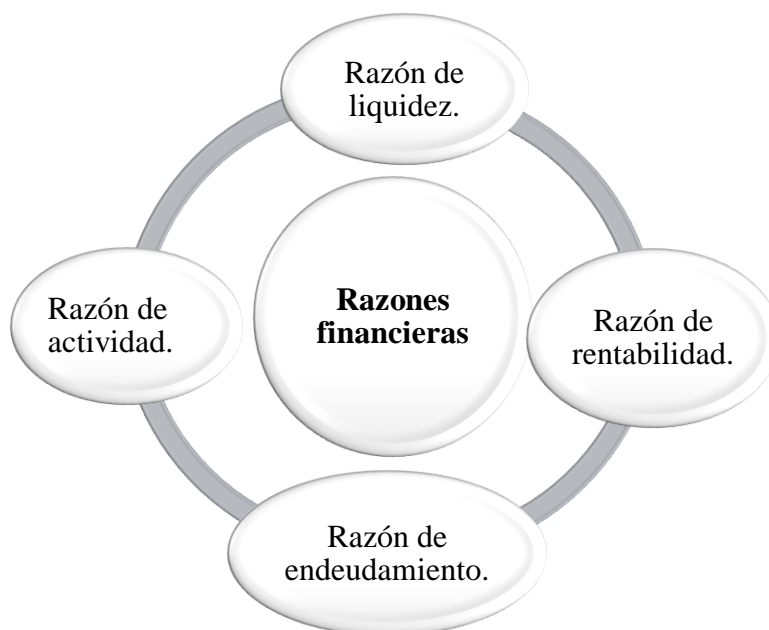 Razón de
liquidez.
Razón de
actividad.
Razones
financieras
Razón de
rentabilidad.
Razón de
endeudamiento.